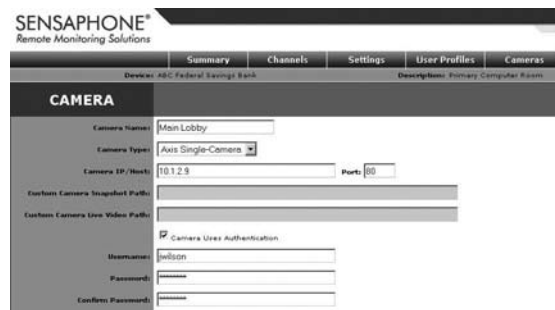 SENSAPHONE®
Remote Monitoring Solutions
Summary Channels Settings User Profiles Cameras
Device: ABC Federal Savings Bank Description: Primary Computer Room
CAMERA
Camera Name: Main Lobby
Camera Type: Axis Single-Camera
Camera IP/Host: 10.1.2.9 Port: 80
Custom Camera Snapshot Path:
Custom Camera Live Video Path:
Camera Uses Authentication
Username: jwilson
Password: ********
Confirm Password: ********